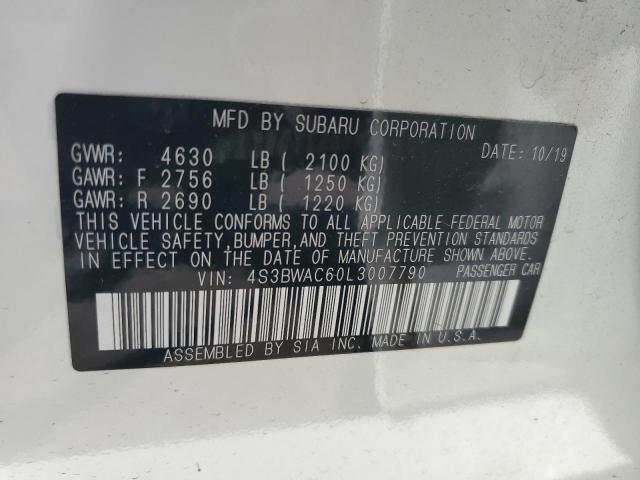 MFD BY SUBARU CORPORATION
DATE: 10/19
GVWR: 4630 LB ( 2100 KG)
GAWR: F 2756 LB ( 1250 KG)
GAWR: R 2690 LB ( 1220 KG)
THIS VEHICLE CONFORMS TO ALL APPLICABLE FEDERAL MOTOR
VEHICLE SAFETY, BUMPER, AND THEFT PREVENTION STANDARDS
IN EFFECT ON THE DATE OF MANUFACTURE SHOWN ABOVE.
VIN: 4S3BWAC60L3007790 PASSENGER CAR
ASSEMBLED BY SIA INC. MADE IN U.S.A.